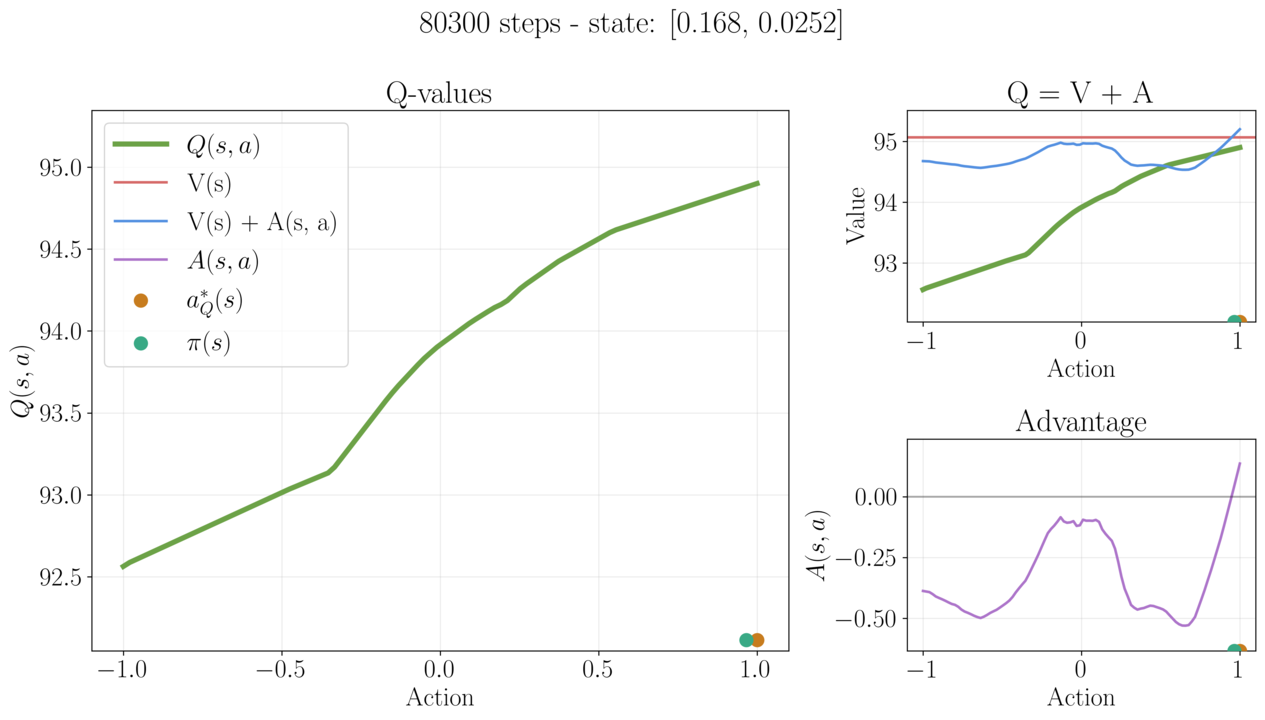 80300 steps - state: [0.168, 0.0252]
Q-values
Q(s, a)
V(s)
V(s) + A(s, a)
A(s, a)
a*Q(s)
π(s)
95.0
94.5
94.0
93.5
93.0
92.5
Q(s, a)
−1.0
−0.5
0.0
0.5
1.0
Action
Q = V + A
95
94
93
Value
−1
0
1
Action
Advantage
0.00
−0.25
−0.50
A(s, a)
−1
0
1
Action